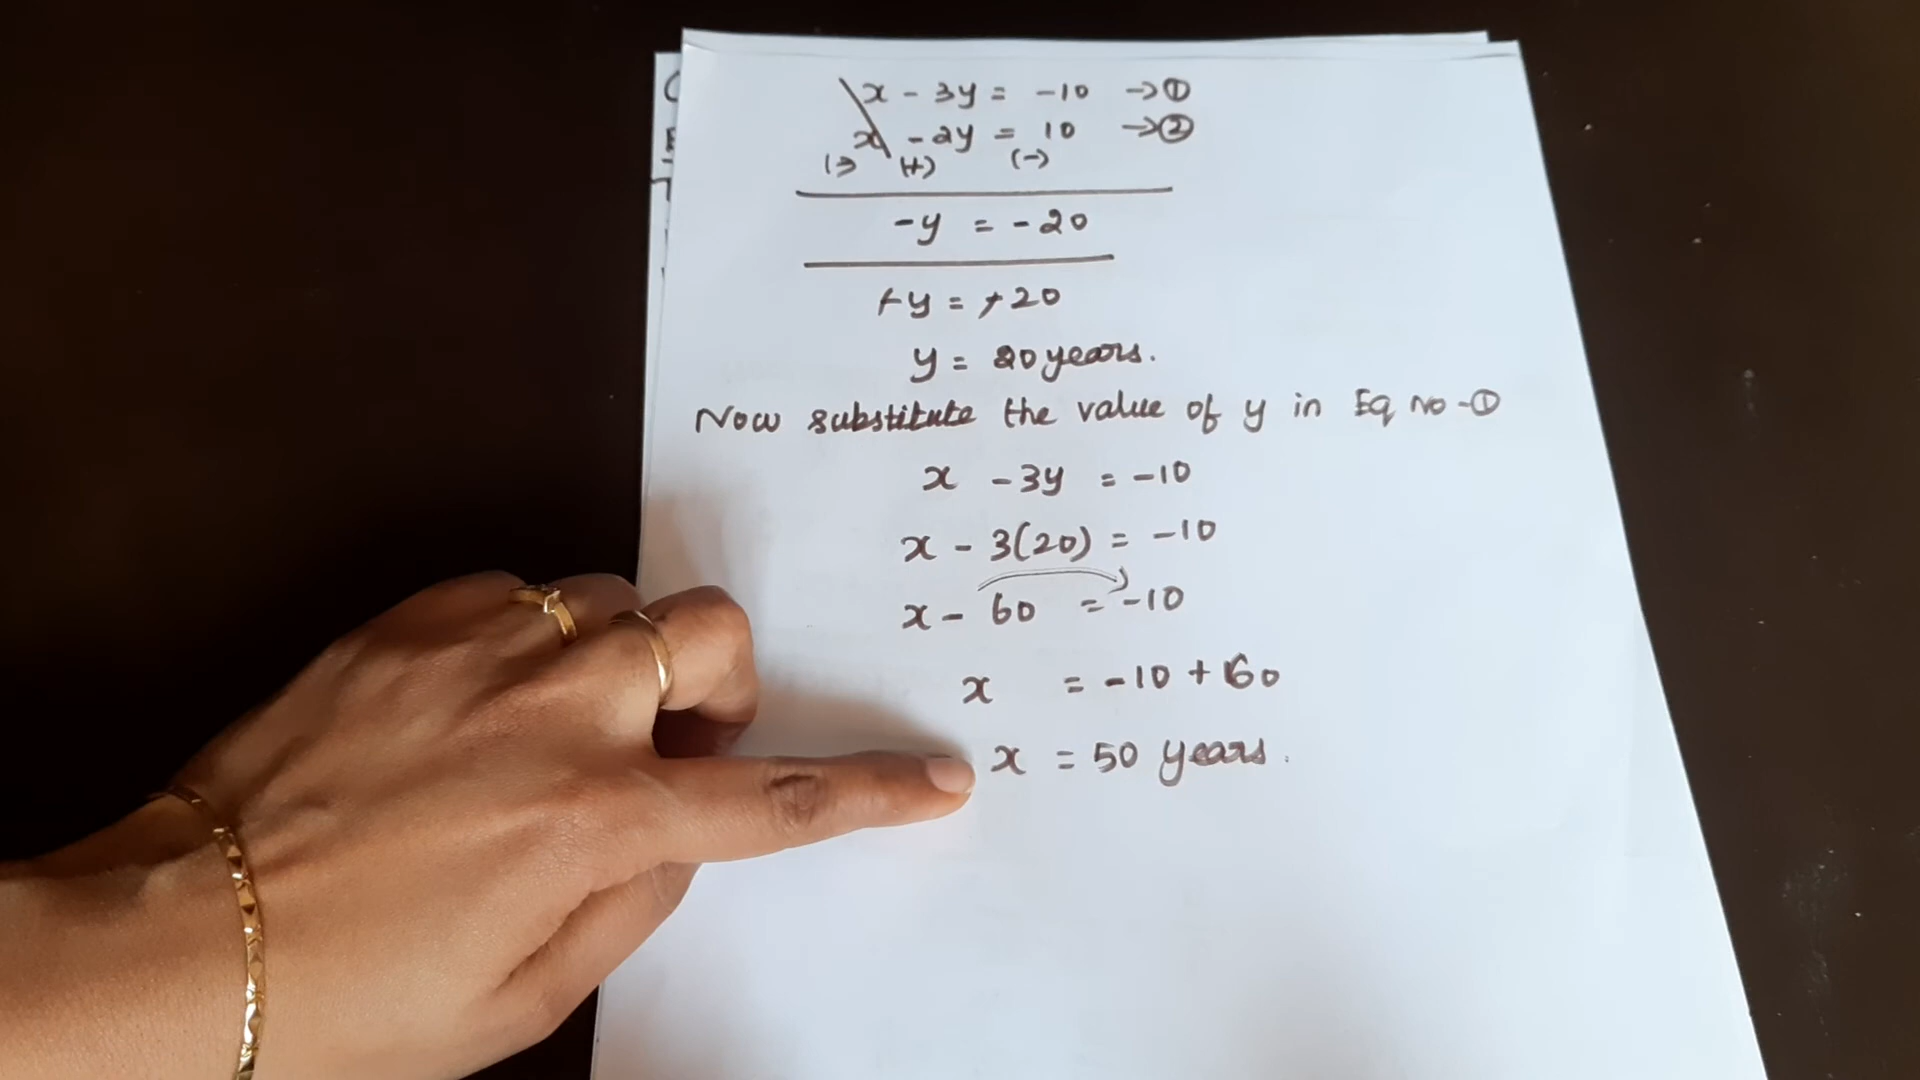 x - 3y = -10 →①
x - 2y = 10 →②
(-) (+) (-)
-y = -20
+y = +20
y = 20 years.
Now substitute the value of y in Eq no-①
x - 3y = -10
x - 3(20) = -10
x - 60 = -10
x = -10 + 60
x = 50 years.